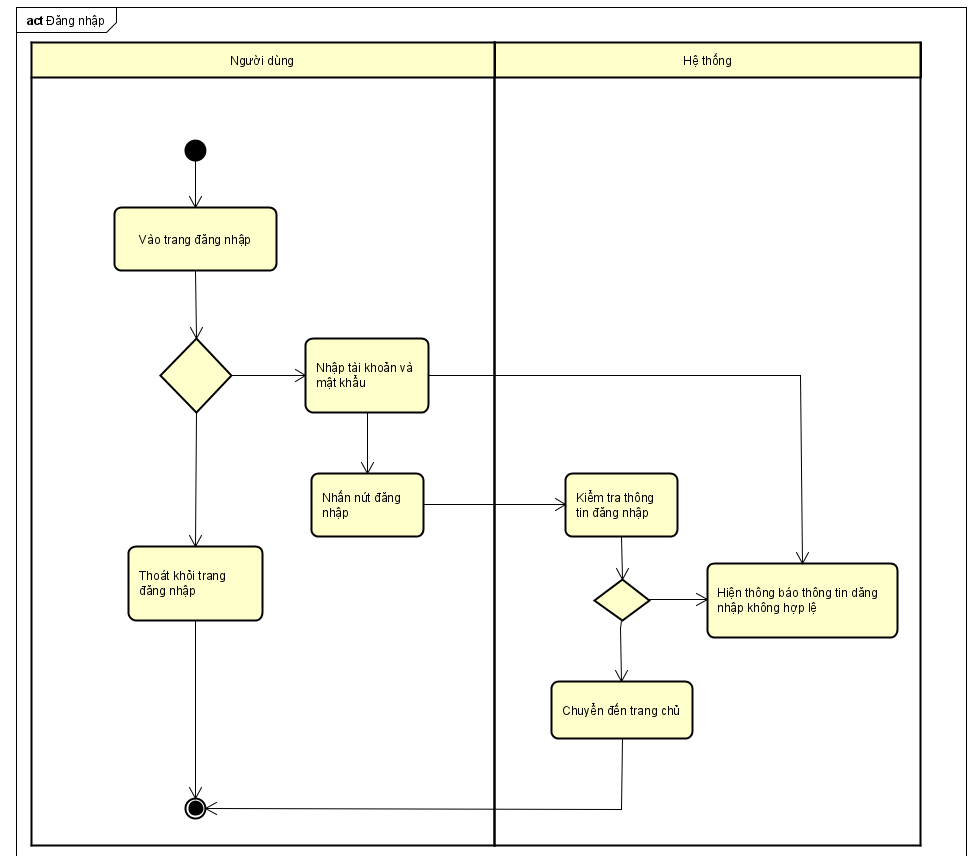 act Đăng nhập
Người dùng
Hệ thống
Vào trang đăng nhập
Nhập tài khoản và
mật khẩu
Nhấn nút đăng
nhập
Kiểm tra thông
tin đăng nhập
Thoát khỏi trang
đăng nhập
Hiện thông báo thông tin dăng
nhập không hợp lệ
Chuyển đến trang chủ